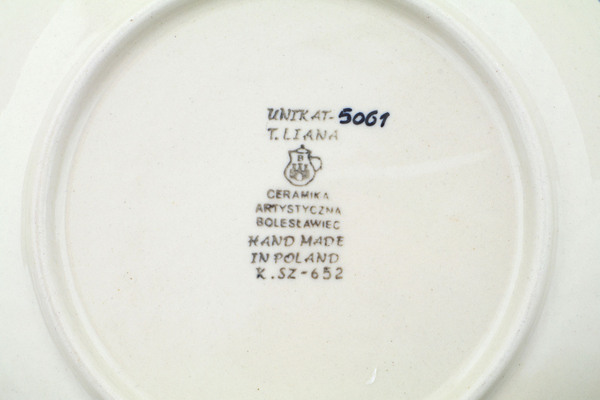 UNIKAT-5061
T. LIANA
B
CERAMIKA
ARTYSTYCZNA
BOLESŁAWIEC
HAND MADE
IN POLAND
K.SZ-652